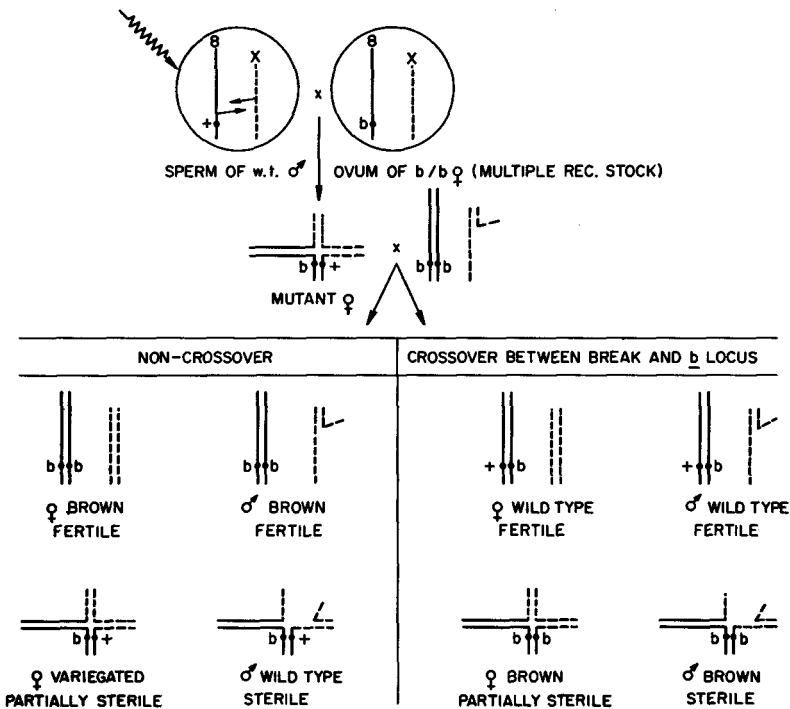 8
X
8
X
+
x
b
SPERM OF w.t. ♂
OVUM OF b/b ♀ (MULTIPLE REC. STOCK)
b +
x
b b
MUTANT ♀
NON-CROSSOVER
CROSSOVER BETWEEN BREAK AND b LOCUS
b b
b b
+ b
+ b
♀ BROWN
FERTILE
♂ BROWN
FERTILE
♀ WILD TYPE
FERTILE
♂ WILD TYPE
FERTILE
b +
b +
b b
b b
♀ VARIEGATED
PARTIALLY STERILE
♂ WILD TYPE
STERILE
♀ BROWN
PARTIALLY STERILE
♂ BROWN
STERILE